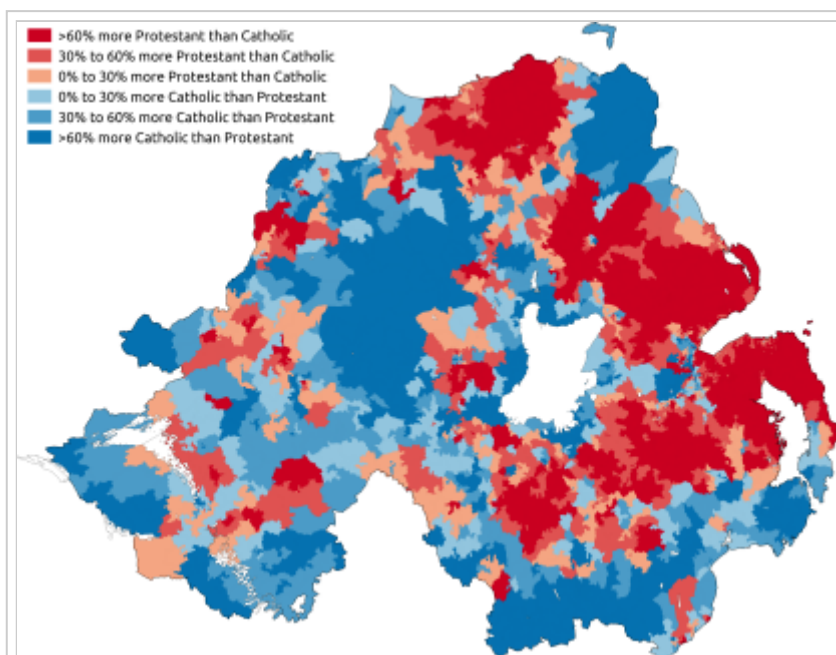 >60% more Protestant than Catholic
30% to 60% more Protestant than Catholic
0% to 30% more Protestant than Catholic
0% to 30% more Catholic than Protestant
30% to 60% more Catholic than Protestant
>60% more Catholic than Protestant